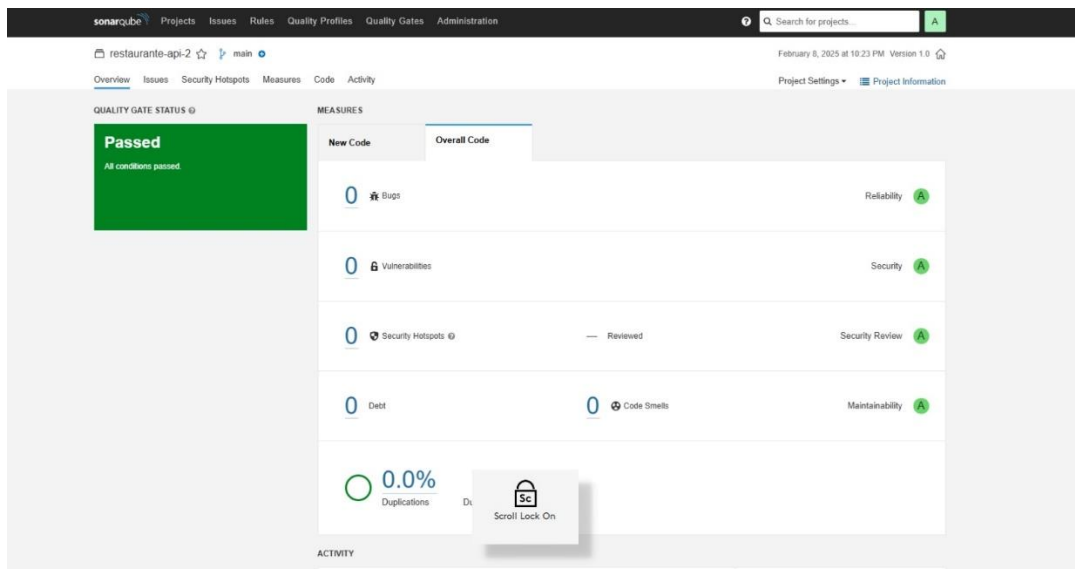 sonarqube Projects Issues Rules Quality Profiles Quality Gates Administration Search for projects... A
restaurante-api-2 main February 8, 2025 at 10:23 PM Version 1.0
Overview Issues Security Hotspots Measures Code Activity Project Settings Project Information
QUALITY GATE STATUS MEASURES
Passed
All conditions passed.
New Code Overall Code
0 Bugs Reliability A
0 Vulnerabilities Security A
0 Security Hotspots — Reviewed Security Review A
0 Debt 0 Code Smells Maintainability A
0.0%
Duplications Du
Sc
Scroll Lock On
ACTIVITY